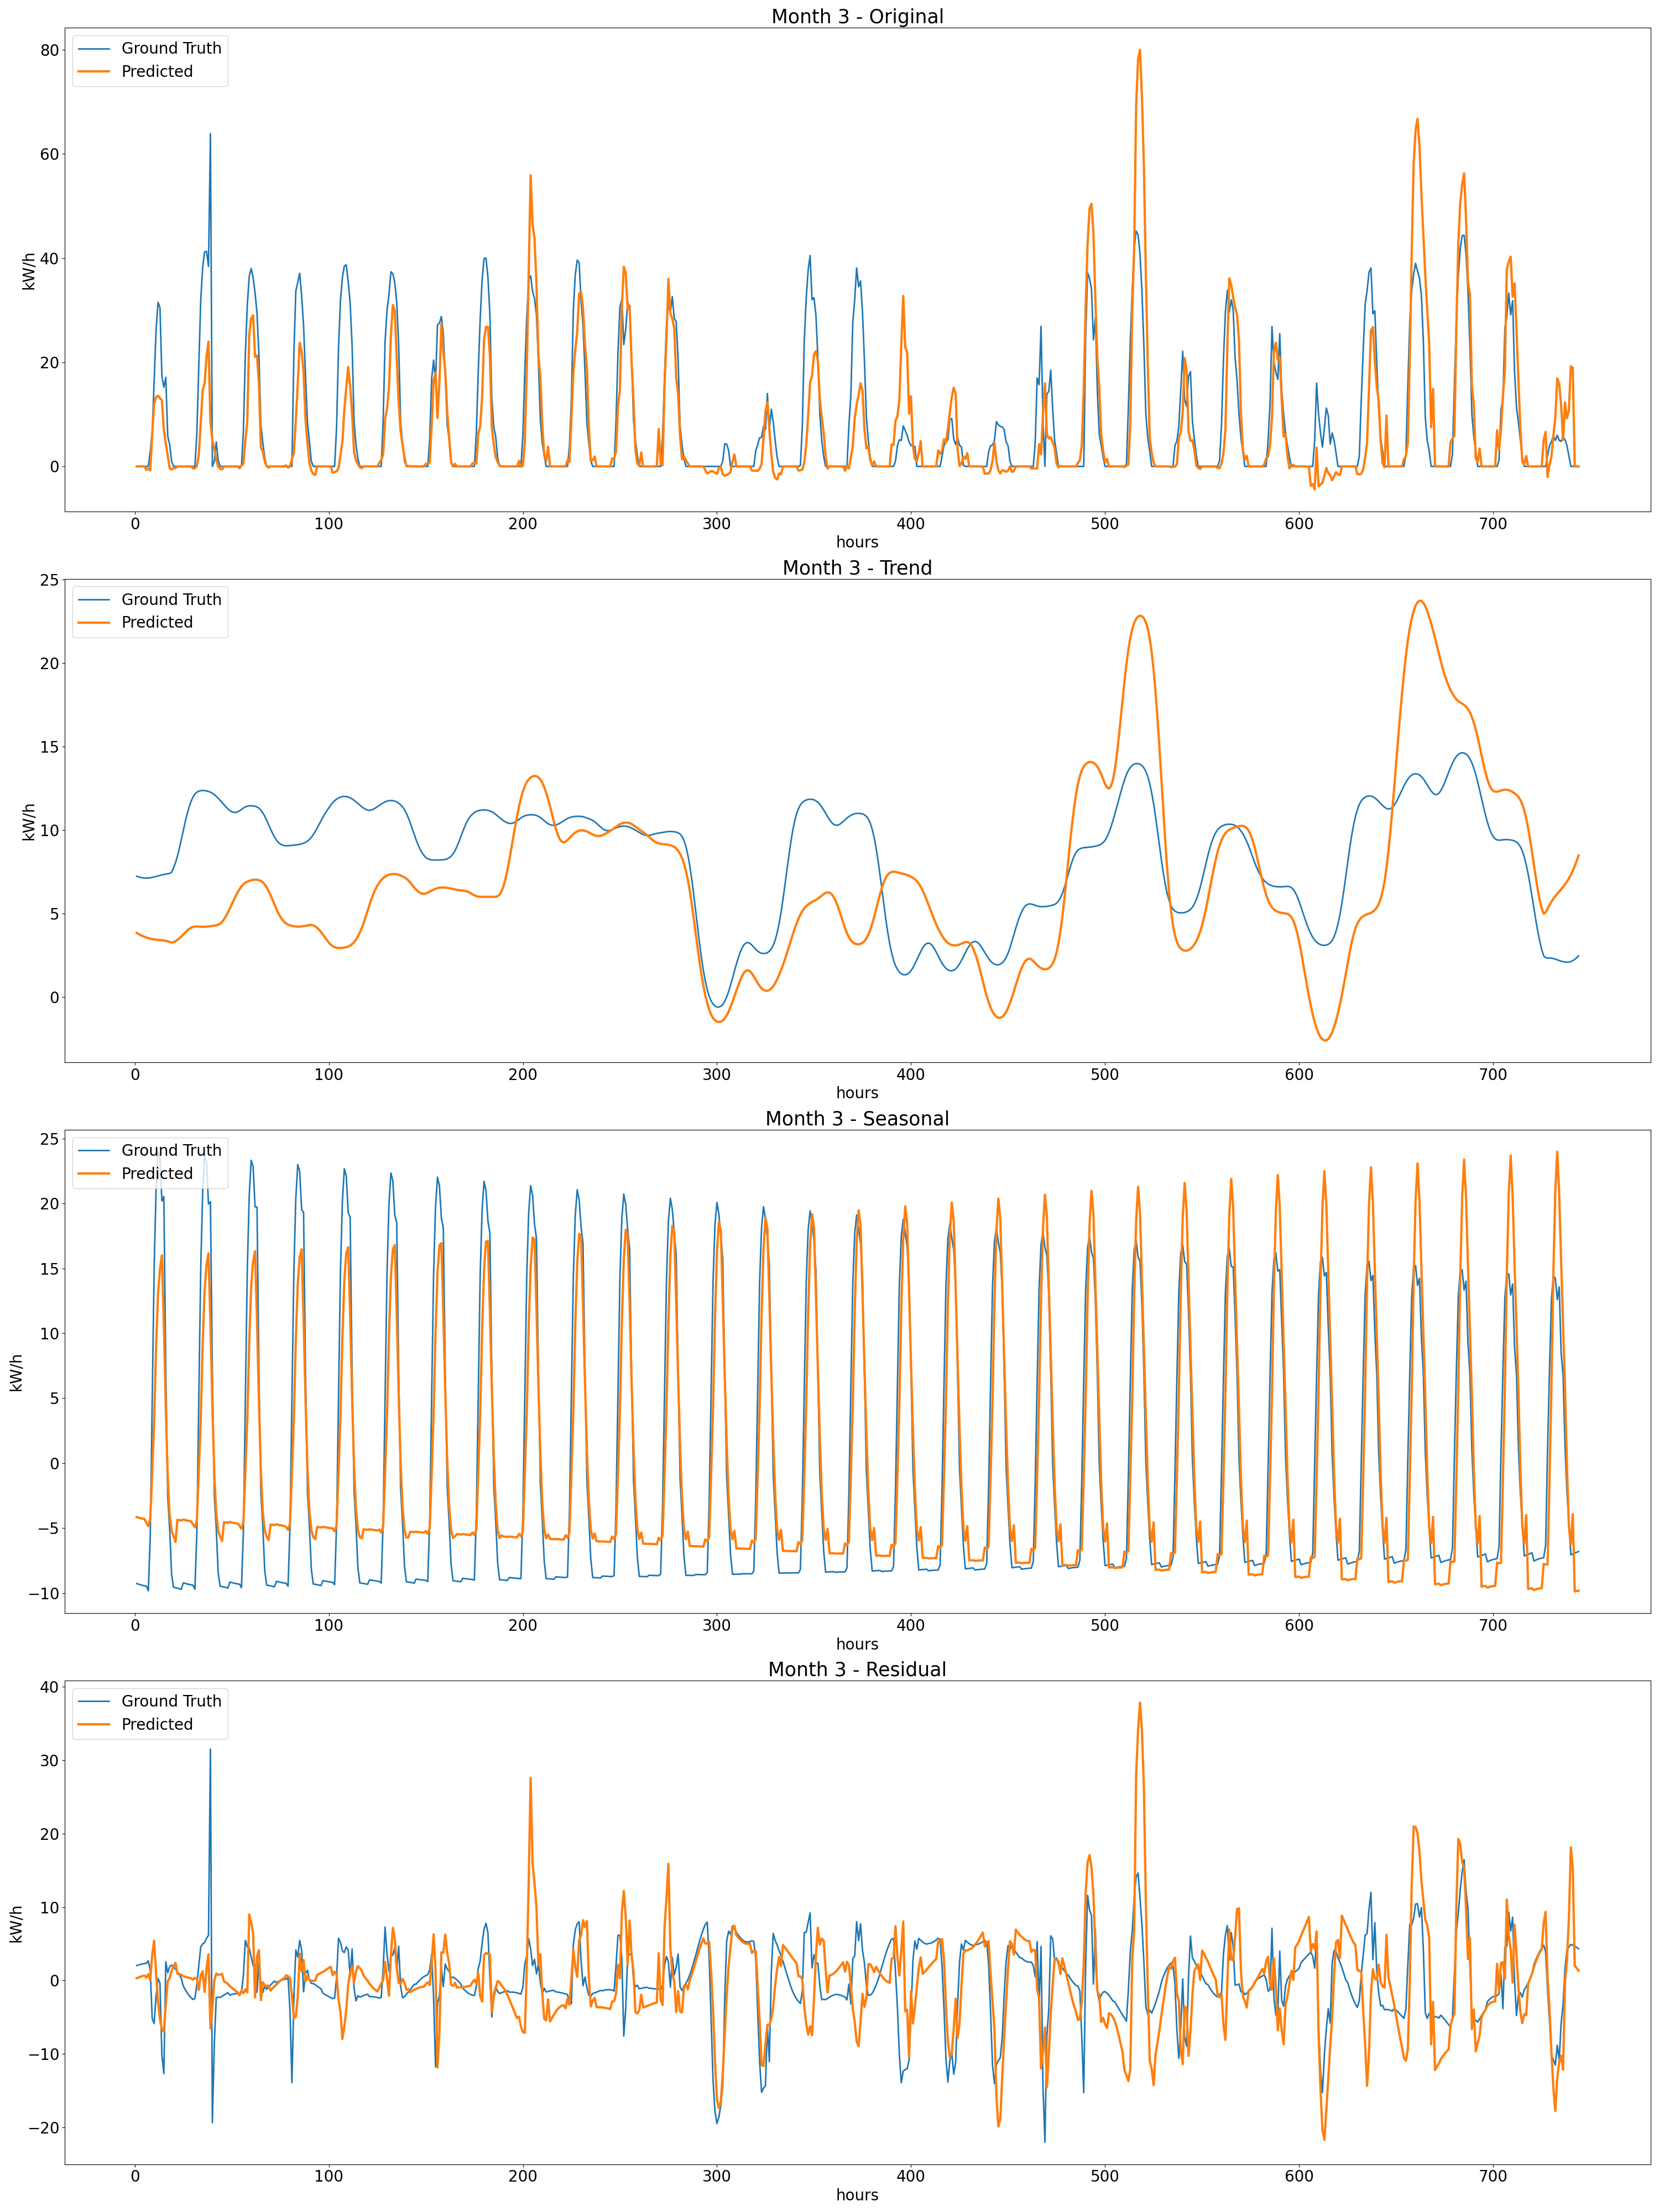 Month 3 - Original
Ground Truth
Predicted
80
60
40
20
0
kW/h
0 100 200 300 400 500 600 700
hours
Month 3 - Trend
Ground Truth
Predicted
25
20
15
10
5
0
kW/h
0 100 200 300 400 500 600 700
hours
Month 3 - Seasonal
Ground Truth
Predicted
25
20
15
10
5
0
−5
−10
kW/h
0 100 200 300 400 500 600 700
hours
Month 3 - Residual
Ground Truth
Predicted
40
30
20
10
0
−10
−20
kW/h
0 100 200 300 400 500 600 700
hours